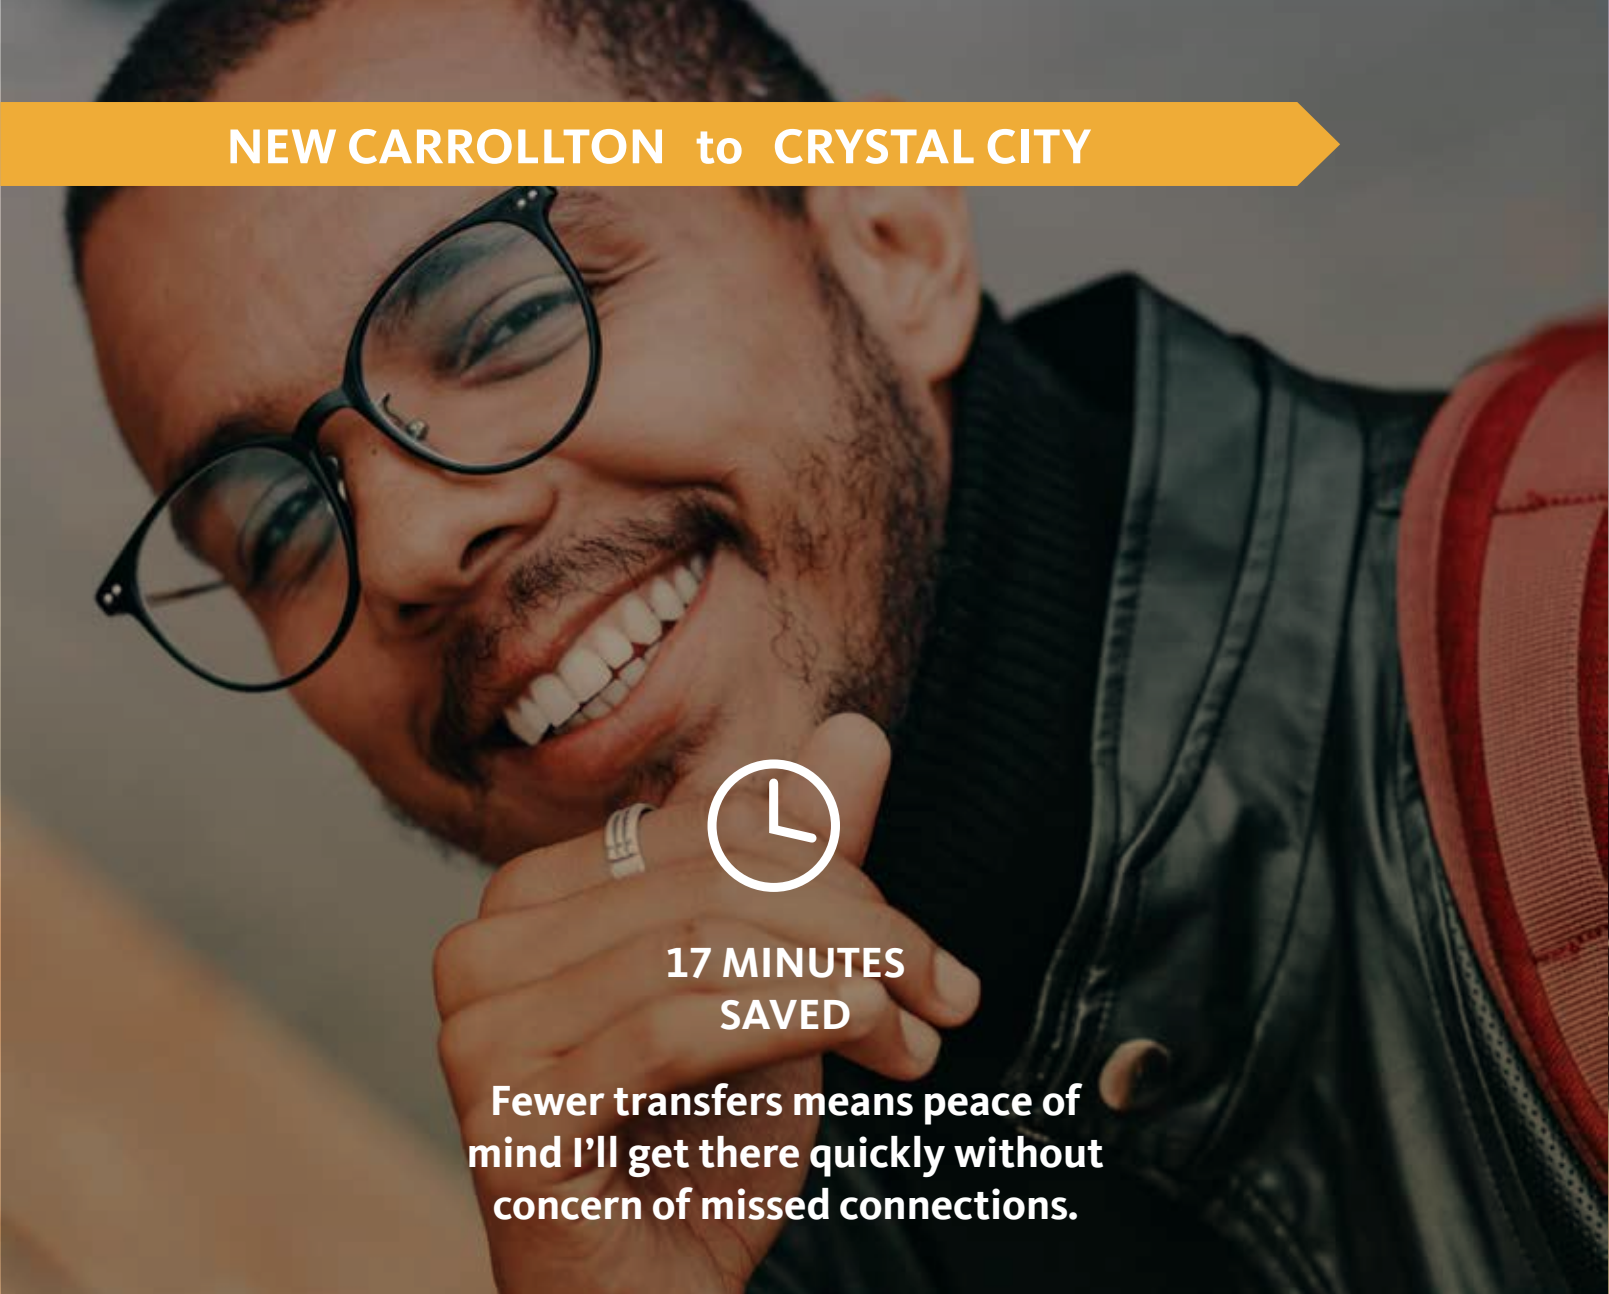 NEW CARROLLTON to CRYSTAL CITY
17 MINUTES
SAVED
Fewer transfers means peace of
mind I’ll get there quickly without
concern of missed connections.